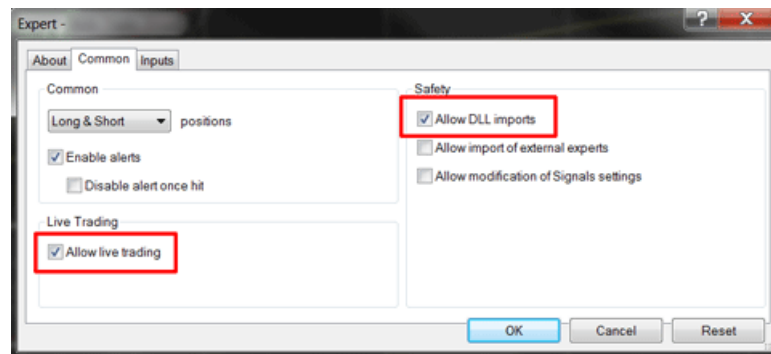 Expert -
About Common Inputs
Common
Long & Short positions
Enable alerts
Disable alert once hit
Live Trading
Allow live trading
Safety
Allow DLL imports
Allow import of external experts
Allow modification of Signals settings
OK Cancel Reset